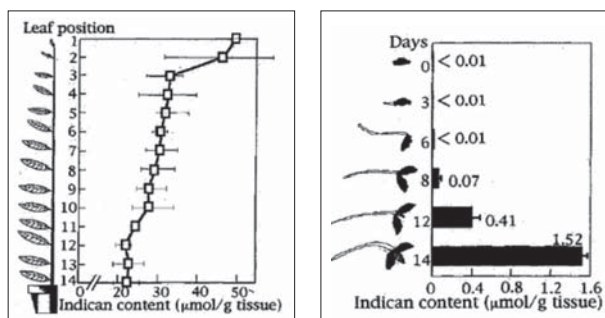 Leaf position
1
2
3
4
5
6
7
8
9
10
11
12
13
14
0 20 30 40 50
Indican content (μmol/g tissue)
Days
0 < 0.01
3 < 0.01
6 < 0.01
8 0.07
12 0.41
14 1.52
0 0.4 0.8 1.2 1.6
Indican content (μmol/g tissue)